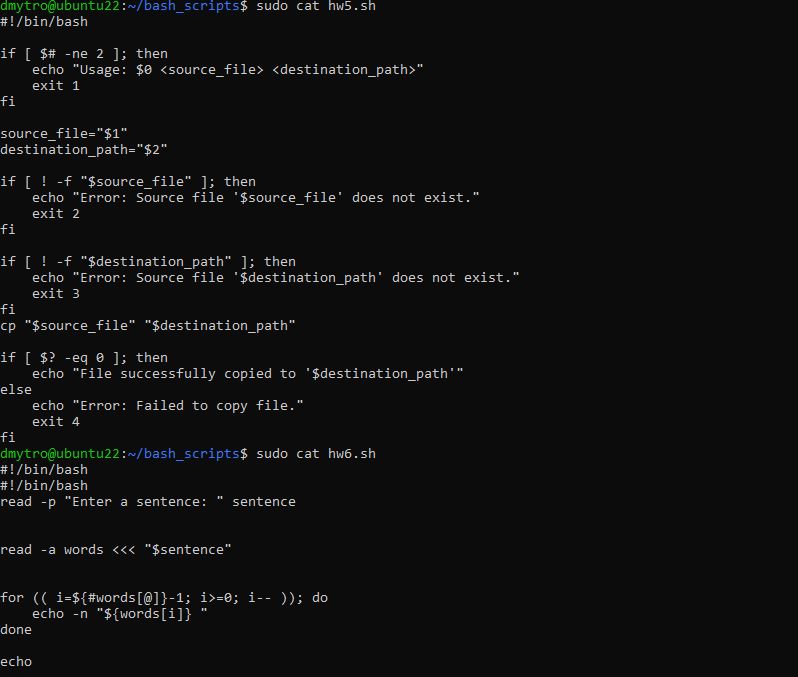 dmytro@ubuntu22:~/bash_scripts$ sudo cat hw5.sh
#!/bin/bash

if [ $# -ne 2 ]; then
    echo "Usage: $0 <source_file> <destination_path>"
    exit 1
fi

source_file="$1"
destination_path="$2"

if [ ! -f "$source_file" ]; then
    echo "Error: Source file '$source_file' does not exist."
    exit 2
fi

if [ ! -f "$destination_path" ]; then
    echo "Error: Source file '$destination_path' does not exist."
    exit 3
fi
cp "$source_file" "$destination_path"

if [ $? -eq 0 ]; then
    echo "File successfully copied to '$destination_path'"
else
    echo "Error: Failed to copy file."
    exit 4
fi
dmytro@ubuntu22:~/bash_scripts$ sudo cat hw6.sh
#!/bin/bash
#!/bin/bash
read -p "Enter a sentence: " sentence


read -a words <<< "$sentence"


for (( i=${#words[@]}-1; i>=0; i-- )); do
    echo -n "${words[i]} "
done

echo